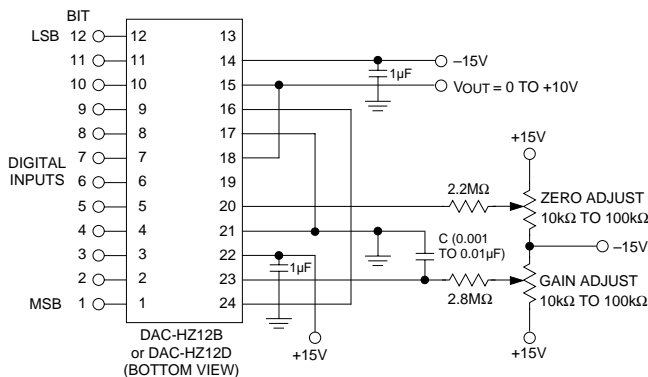 BIT
LSB 12 12 13
11 11 14 –15V
1µF
10 10 15 VOUT = 0 TO +10V
9 9 16
8 8 17 +15V
DIGITAL INPUTS
7 7 18
6 6 19
5 5 20 2.2MΩ ZERO ADJUST
10kΩ TO 100kΩ
4 4 21
C (0.001
TO 0.01µF)
–15V
3 3 22
1µF
2 2 23 2.8MΩ GAIN ADJUST
10kΩ TO 100kΩ
MSB 1 1 24
DAC-HZ12B
or DAC-HZ12D
(BOTTOM VIEW)
+15V
+15V